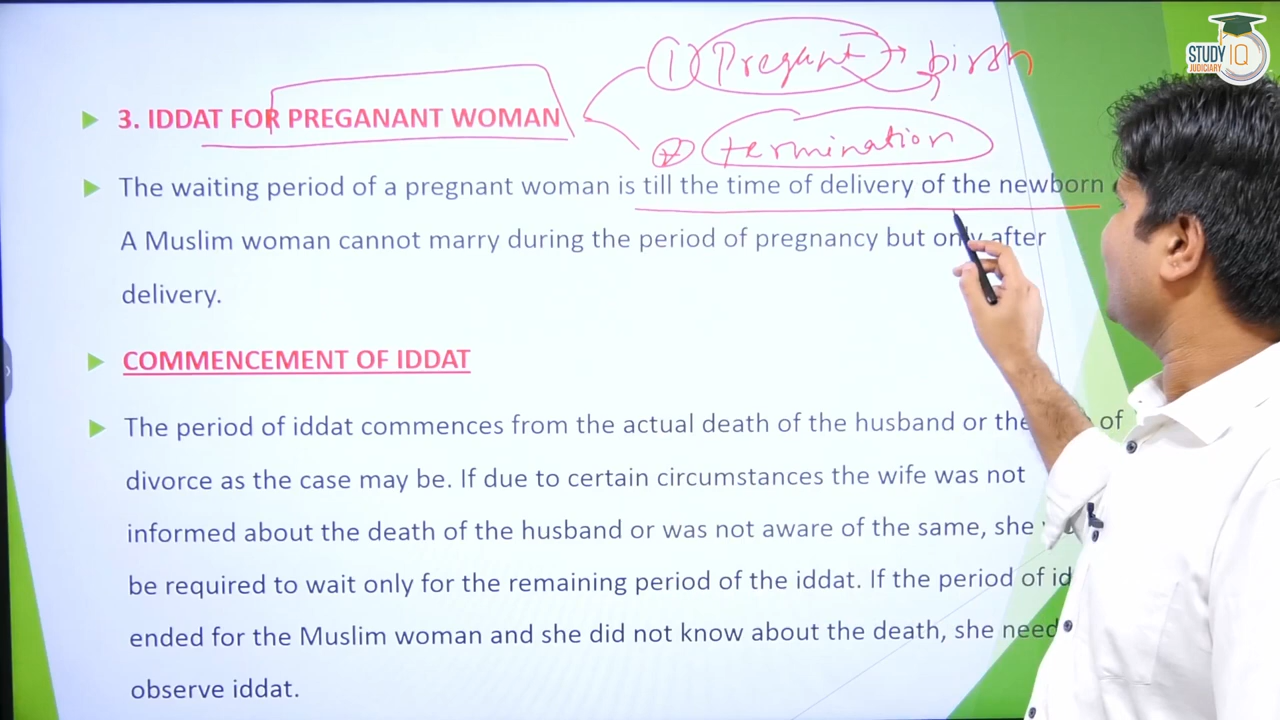 STUDY IQ
JUDICIARY
1 Pregant → birth
3. IDDAT FOR PREGANANT WOMAN
2 termination
The waiting period of a pregnant woman is till the time of delivery of the newborn
A Muslim woman cannot marry during the period of pregnancy but only after
delivery.
COMMENCEMENT OF IDDAT
The period of iddat commences from the actual death of the husband or the of
divorce as the case may be. If due to certain circumstances the wife was not
informed about the death of the husband or was not aware of the same, she
be required to wait only for the remaining period of the iddat. If the period of
ended for the Muslim woman and she did not know about the death, she need
observe iddat.